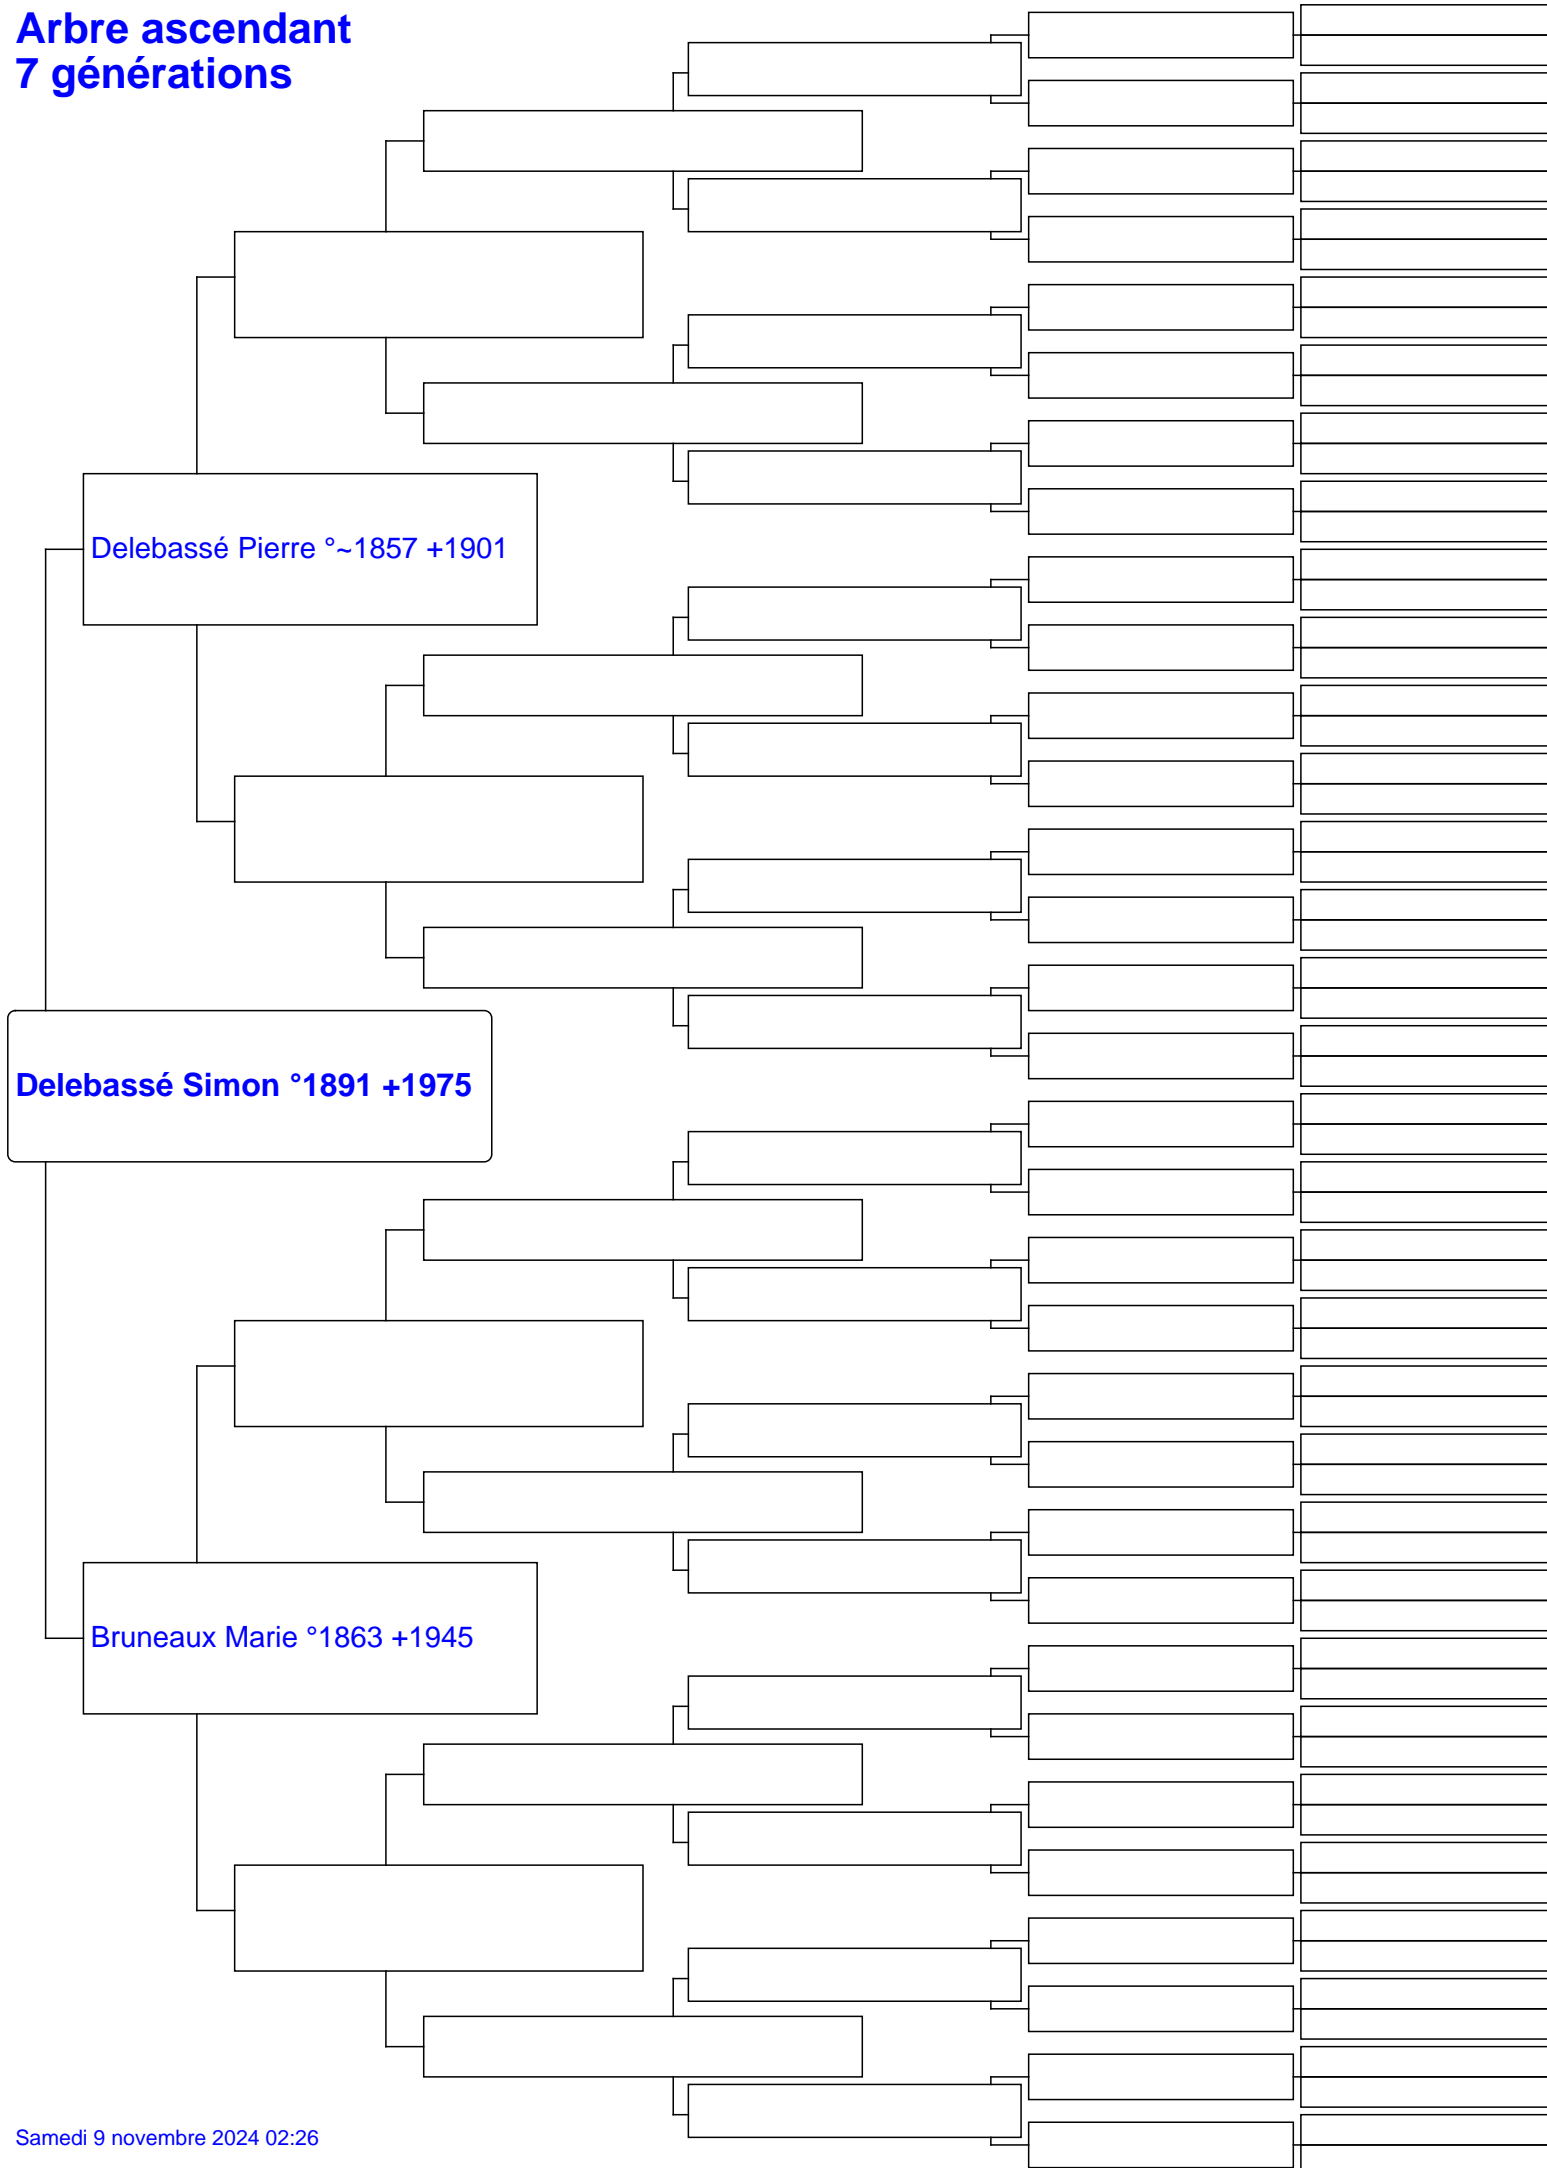 Arbre ascendant
7 générations
Delebassé Pierre °~1857 +1901
Delebassé Simon °1891 +1975
Bruneaux Marie °1863 +1945
Samedi 9 novembre 2024 02:26